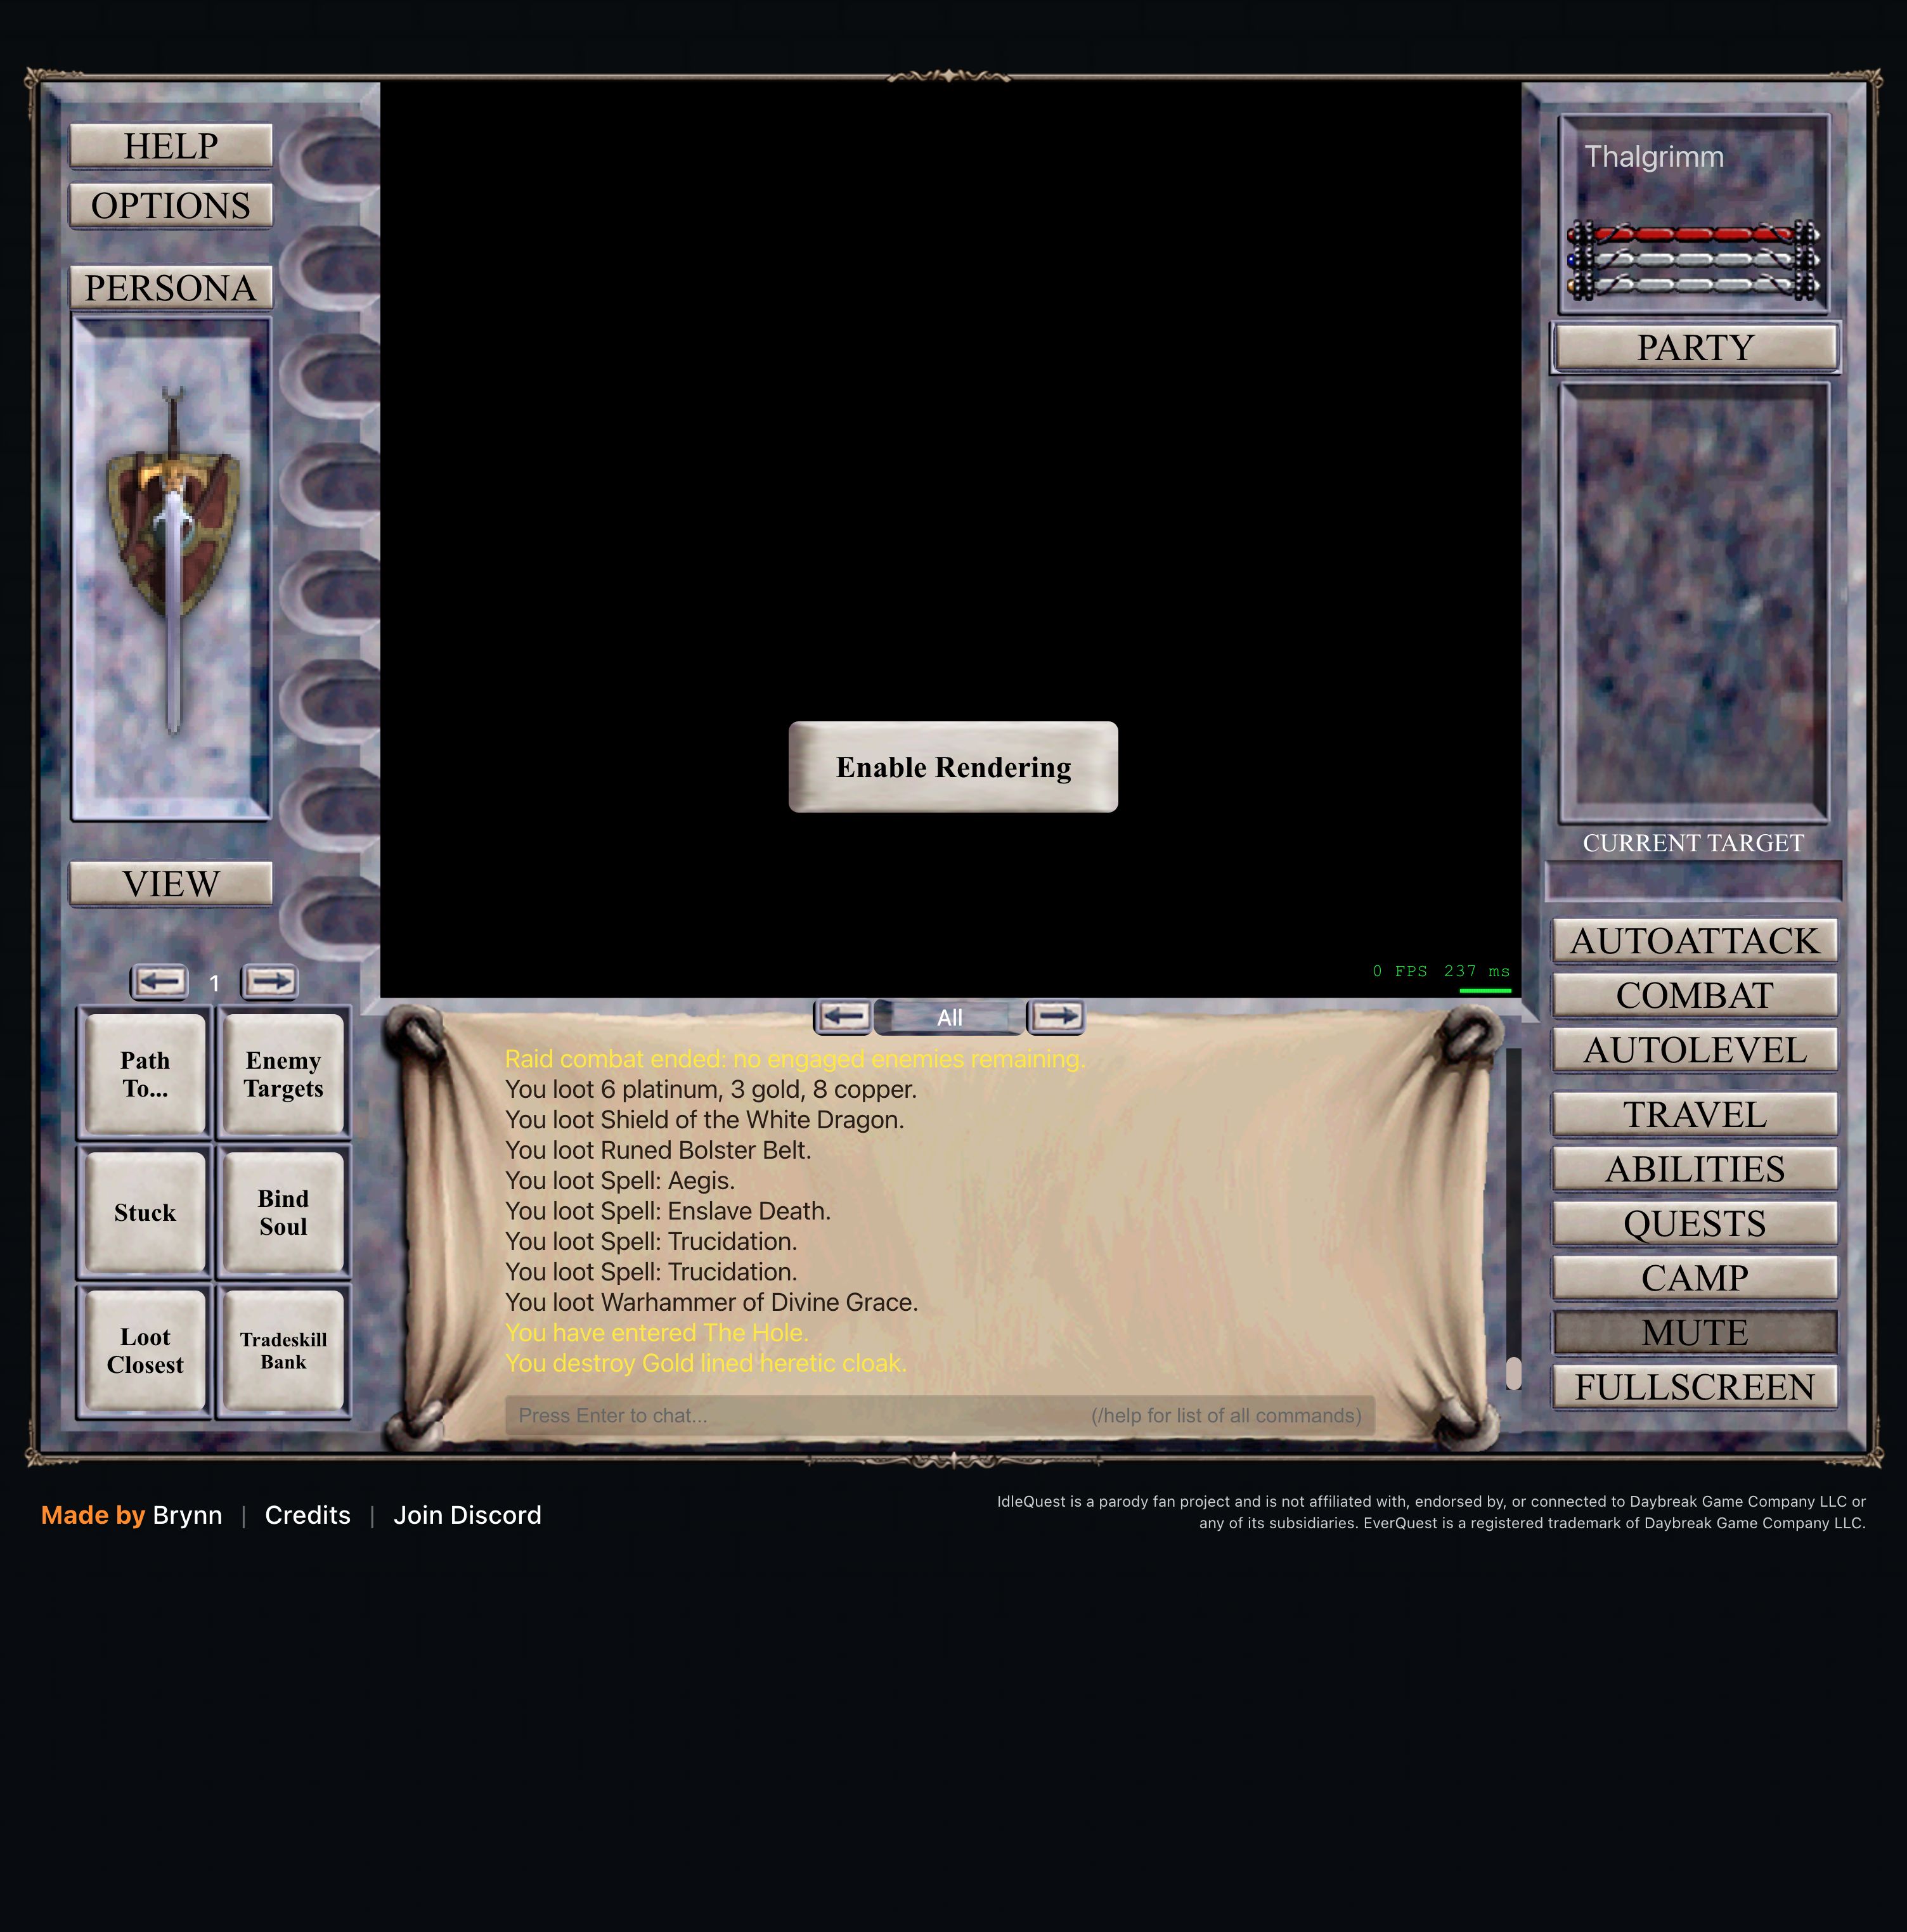 HELP
OPTIONS
PERSONA
VIEW
1
Path
To...
Enemy
Targets
Stuck
Bind
Soul
Loot
Closest
Tradeskill
Bank
Enable Rendering
0 FPS 237 ms
All
Raid combat ended: no engaged enemies remaining.
You loot 6 platinum, 3 gold, 8 copper.
You loot Shield of the White Dragon.
You loot Runed Bolster Belt.
You loot Spell: Aegis.
You loot Spell: Enslave Death.
You loot Spell: Trucidation.
You loot Spell: Trucidation.
You loot Warhammer of Divine Grace.
You have entered The Hole.
You destroy Gold lined heretic cloak.
Press Enter to chat... (/help for list of all commands)
Thalgrimm
PARTY
CURRENT TARGET
AUTOATTACK
COMBAT
AUTOLEVEL
TRAVEL
ABILITIES
QUESTS
CAMP
MUTE
FULLSCREEN
Made by Brynn | Credits | Join Discord
IdleQuest is a parody fan project and is not affiliated with, endorsed by, or connected to Daybreak Game Company LLC or
any of its subsidiaries. EverQuest is a registered trademark of Daybreak Game Company LLC.